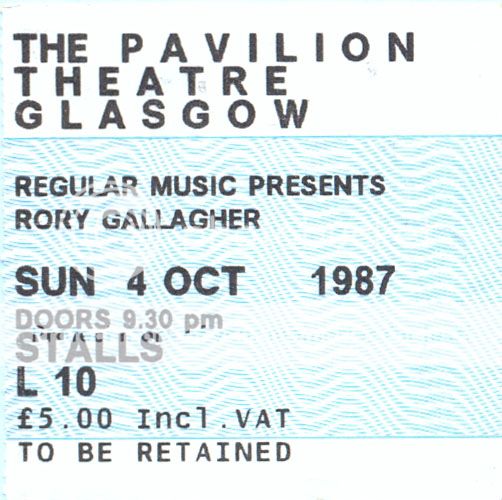 THE PAVILION
THEATRE
GLASGOW
REGULAR MUSIC PRESENTS
RORY GALLAGHER
SUN 4 OCT 1987
DOORS 9.30 pm
STALLS
L 10
£5.00 Incl.VAT
TO BE RETAINED